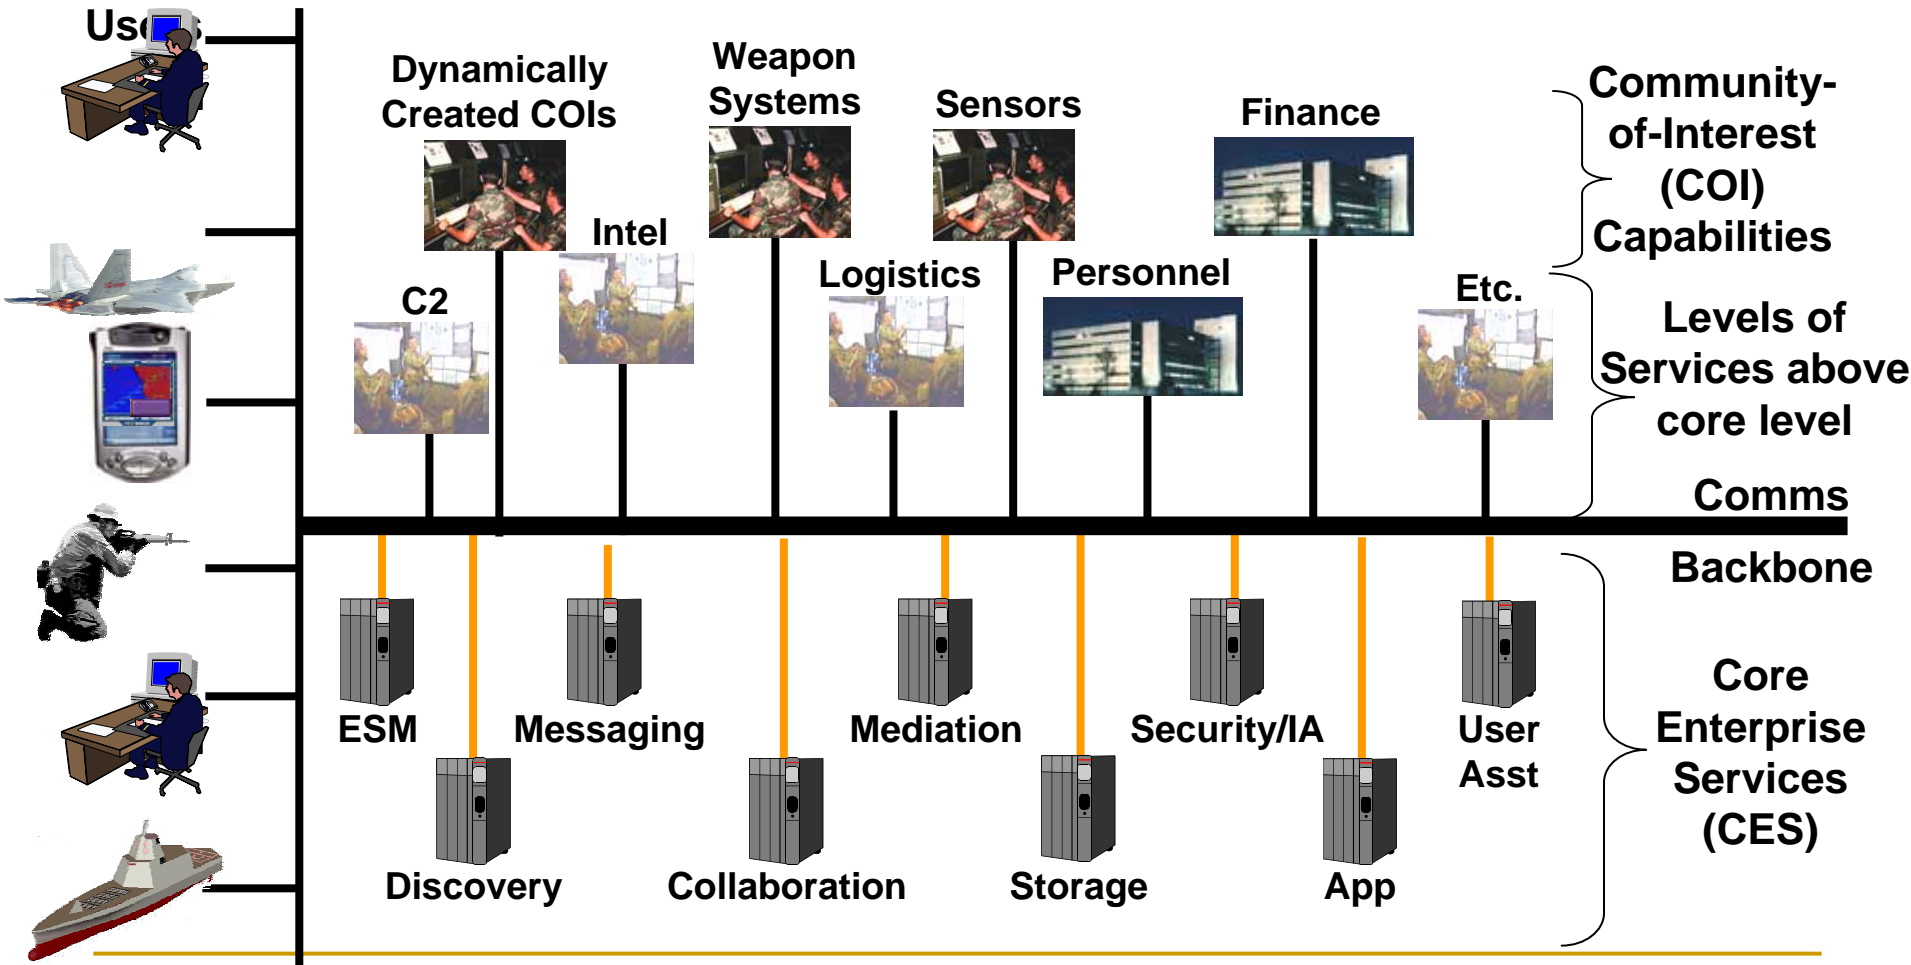 Users
Dynamically
Created COIs
Weapon
Systems
Sensors
Finance
Community-
of-Interest
(COI)
Capabilities
C2
Intel
Logistics
Personnel
Etc.
Levels of
Services above
core level
Comms
Backbone
ESM
Messaging
Mediation
Security/IA
User
Asst
Discovery
Collaboration
Storage
App
Core
Enterprise
Services
(CES)